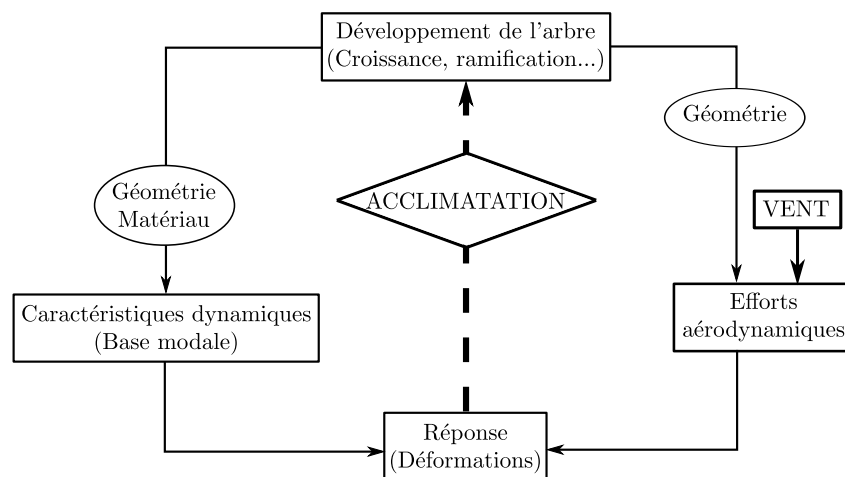 Développement de l'arbre
(Croissance, ramification...)
Géométrie
Géométrie
Matériau
ACCLIMATATION
VENT
Caractéristiques dynamiques
(Base modale)
Efforts
aérodynamiques
Réponse
(Déformations)